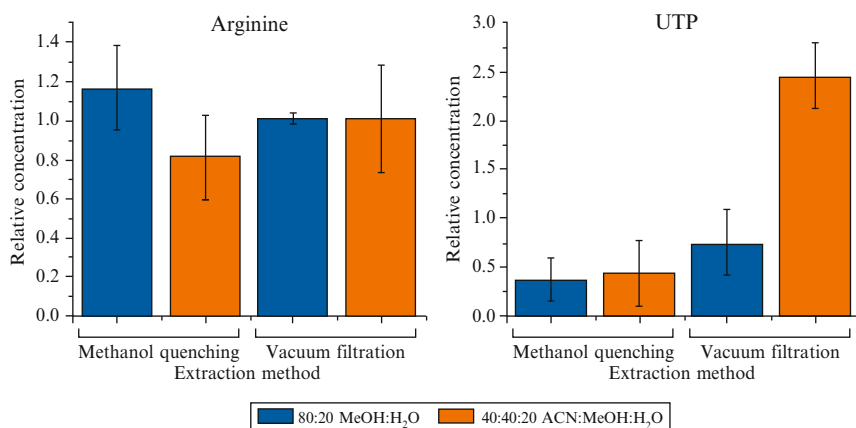 Arginine
Relative concentration
1.4
1.2
1.0
0.8
0.6
0.4
0.2
0.0
Methanol quenching Vacuum filtration
Extraction method
UTP
Relative concentration
3.0
2.5
2.0
1.5
1.0
0.5
0.0
Methanol quenching Vacuum filtration
Extraction method
80:20 MeOH:H₂O 40:40:20 ACN:MeOH:H₂O